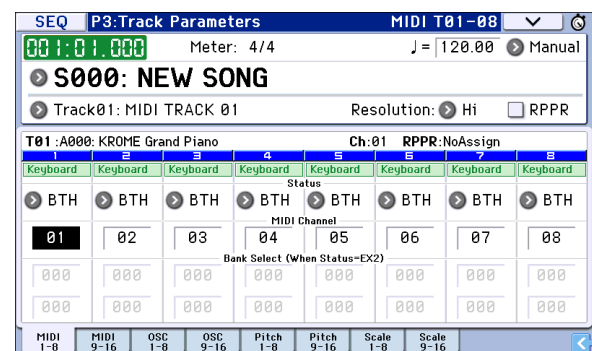 SEQ P3:Track Parameters MIDI T01-08
001:01.000 Meter: 4/4 ♩= 120.00 Manual
S000: NEW SONG
Track01: MIDI TRACK 01 Resolution: Hi RPPR
T01 :A000: KROME Grand Piano Ch:01 RPPR:NoAssign
1 2 3 4 5 6 7 8
Keyboard Keyboard Keyboard Keyboard Keyboard Keyboard Keyboard Keyboard
Status
BTH BTH BTH BTH BTH BTH BTH BTH
MIDI Channel
01 02 03 04 05 06 07 08
Bank Select (When Status=EX2)
000 000 000 000 000 000 000 000
000 000 000 000 000 000 000 000
MIDI MIDI OSC OSC Pitch Pitch Scale Scale
1-8 9-16 1-8 9-16 1-8 9-16 1-8 9-16